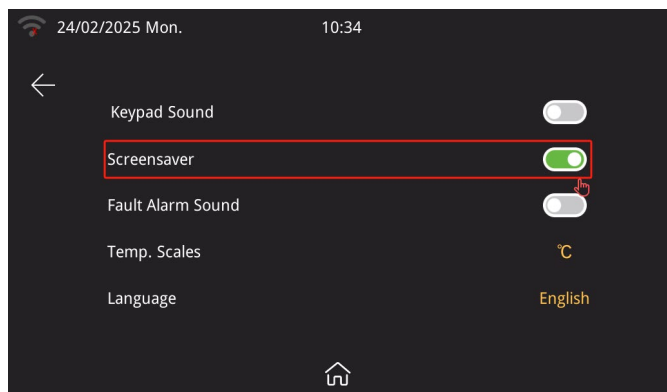 24/02/2025 Mon. 10:34
Keypad Sound
Screensaver
Fault Alarm Sound
Temp. Scales ℃
Language English